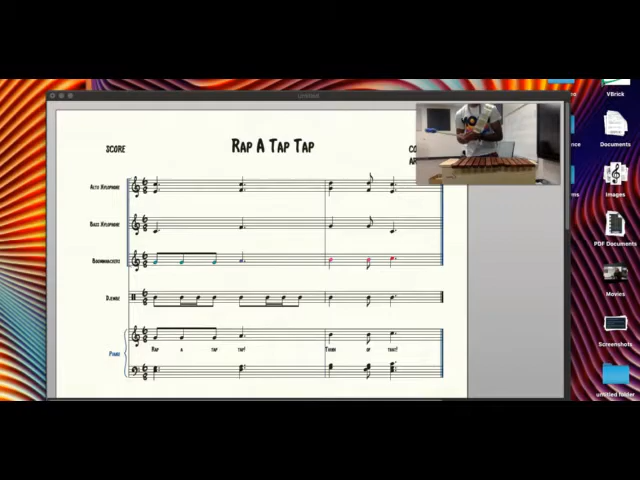 Untitled
VBrick
SCORE
RAP A TAP TAP
Documents
ALTO XYLOPHONE
Images
BASS XYLOPHONE
PDF Documents
BOOMWHACKERS
Movies
DJEMBE
Screenshots
PIANO
RAP A TAP TAP! THINK OF THAT!
untitled folder